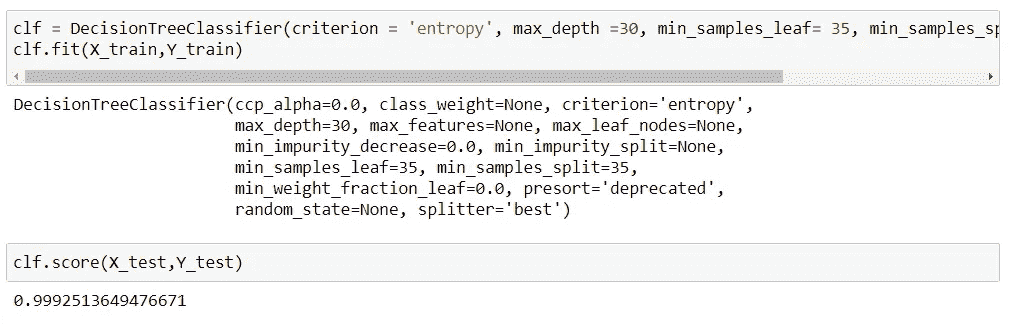 clf = DecisionTreeClassifier(criterion = 'entropy', max_depth =30, min_samples_leaf= 35,
clf.fit(X_train,Y_train)
DecisionTreeClassifier(ccp_alpha=0.0, class_weight=None, criterion='entropy',
max_depth=30, max_features=None, max_leaf_nodes=None,
min_impurity_decrease=0.0, min_impurity_split=None,
min_samples_leaf=35, min_samples_split=35,
min_weight_fraction_leaf=0.0, presort='deprecated',
random_state=None, splitter='best')
clf.score(X_test,Y_test)
0.9992513649476671